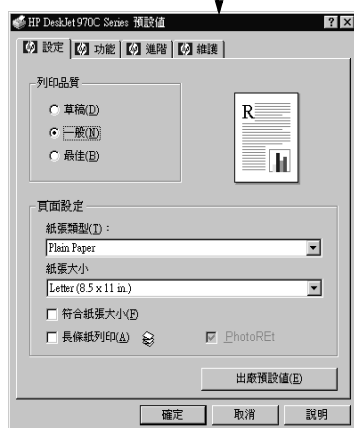 HP DeskJet 970C Series 預設值
設定 功能 進階 維護
列印品質
草稿(D)
一般(N)
最佳(B)
R
頁面設定
紙張類型(T)：
Plain Paper
紙張大小
Letter (8.5 x 11 in.)
符合紙張大小(F)
長條紙列印(A) PhotoREt
出廠預設值(E)
確定 取消 說明